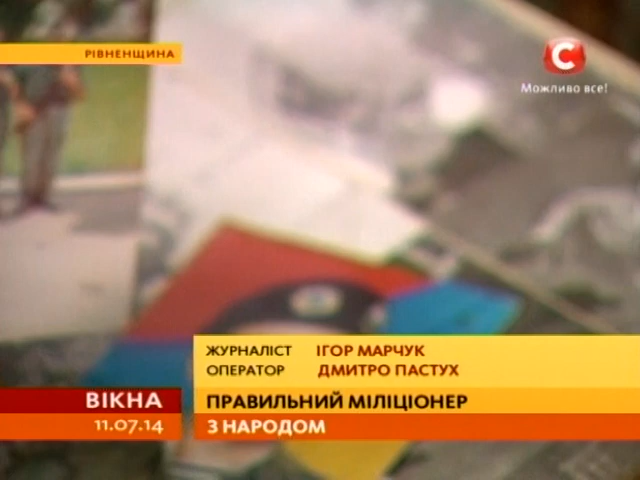 РІВНЕНЩИНА
С
Можливо все!
ЖУРНАЛІСТ ІГОР МАРЧУК
ОПЕРАТОР ДМИТРО ПАСТУХ
ВІКНА ПРАВИЛЬНИЙ МІЛІЦІОНЕР
11.07.14 З НАРОДОМ